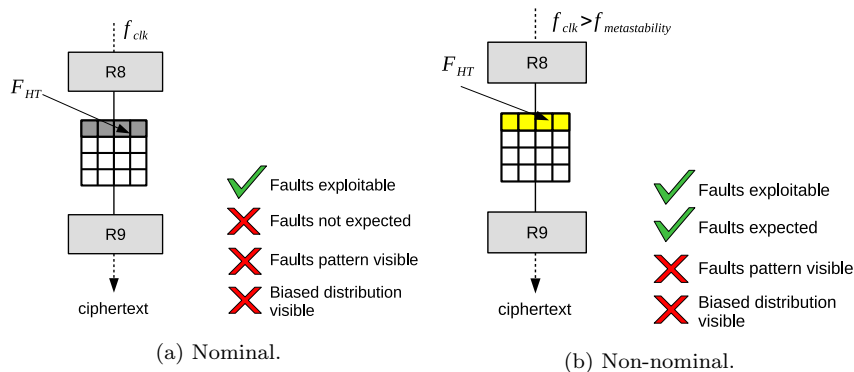 f_clk
R8
F_HT
R9
ciphertext
Faults exploitable
Faults not expected
Faults pattern visible
Biased distribution
visible
(a) Nominal.
f_clk>f_metastability
R8
F_HT
R9
ciphertext
Faults exploitable
Faults expected
Faults pattern visible
Biased distribution
visible
(b) Non-nominal.